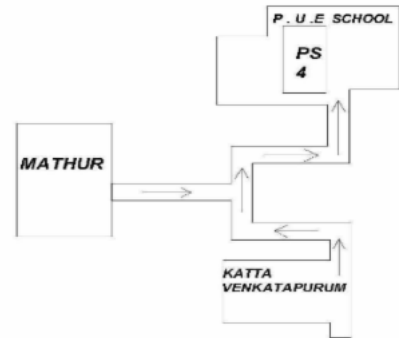 P . U .E SCHOOL
PS
4
MATHUR
KATTA
VENKATAPURUM